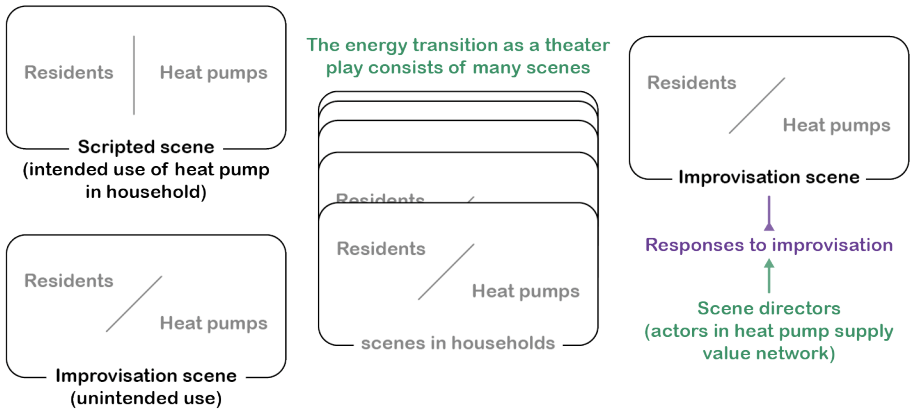 Residents
Heat pumps
Scripted scene
(intended use of heat pump
in household)
Residents
Heat pumps
Improvisation scene
(unintended use)
The energy transition as a theater
play consists of many scenes
Residents
Residents
Heat pumps
scenes in households
Residents
Heat pumps
Improvisation scene
Responses to improvisation
Scene directors
(actors in heat pump supply
value network)